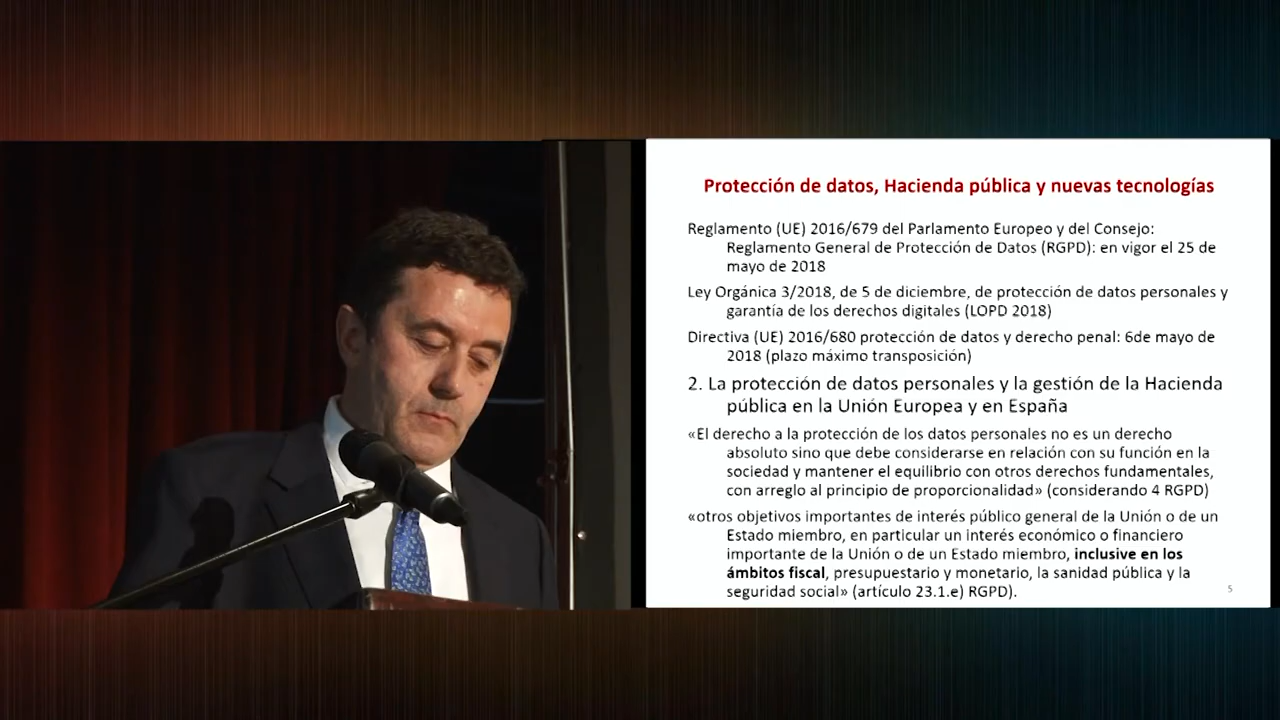 Protección de datos, Hacienda pública y nuevas tecnologías
Reglamento (UE) 2016/679 del Parlamento Europeo y del Consejo:
Reglamento General de Protección de Datos (RGPD): en vigor el 25 de
mayo de 2018
Ley Orgánica 3/2018, de 5 de diciembre, de protección de datos personales y
garantía de los derechos digitales (LOPD 2018)
Directiva (UE) 2016/680 protección de datos y derecho penal: 6de mayo de
2018 (plazo máximo transposición)
2. La protección de datos personales y la gestión de la Hacienda
pública en la Unión Europea y en España
«El derecho a la protección de los datos personales no es un derecho
absoluto sino que debe considerarse en relación con su función en la
sociedad y mantener el equilibrio con otros derechos fundamentales,
con arreglo al principio de proporcionalidad» (considerando 4 RGPD)
«otros objetivos importantes de interés público general de la Unión o de un
Estado miembro, en particular un interés económico o financiero
importante de la Unión o de un Estado miembro, inclusive en los
ámbitos fiscal, presupuestario y monetario, la sanidad pública y la
seguridad social» (artículo 23.1.e) RGPD).
5